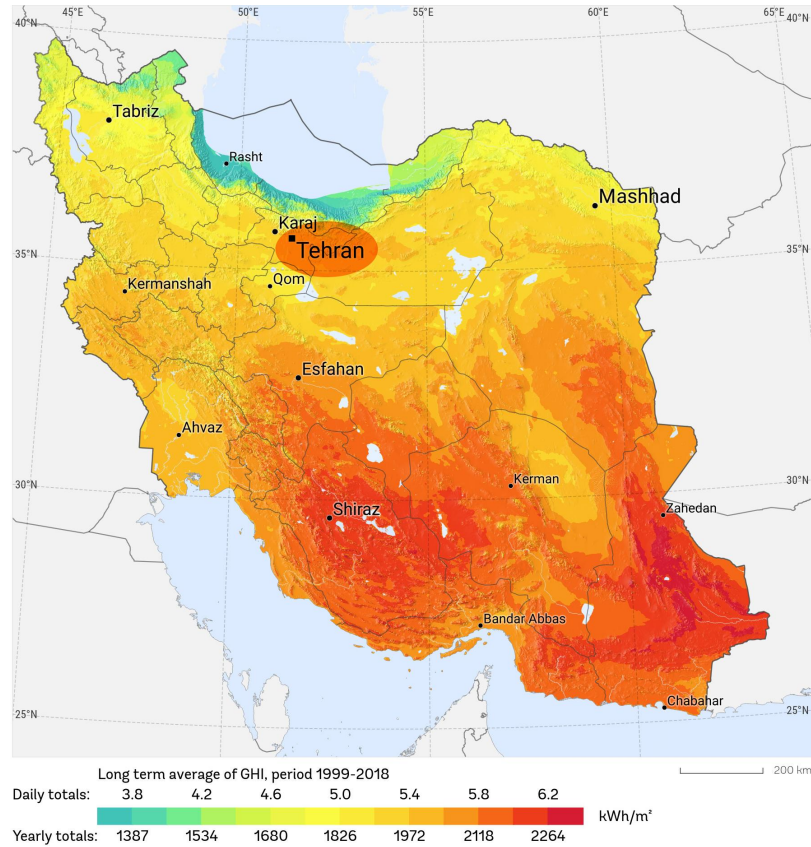 45°E 50°E 55°E 60°E 65°E
40°N 40°N
Tabriz
Rasht
Mashhad
Karaj
Tehran
35°N 35°N
Qom
Kermanshah
Esfahan
Ahvaz
30°N 30°N
Kerman
Shiraz
Zahedan
Bandar Abbas
Chabahar
25°N 25°N
Long term average of GHI, period 1999-2018
200 km
Daily totals: 3.8 4.2 4.6 5.0 5.4 5.8 6.2
kWh/m²
Yearly totals: 1387 1534 1680 1826 1972 2118 2264